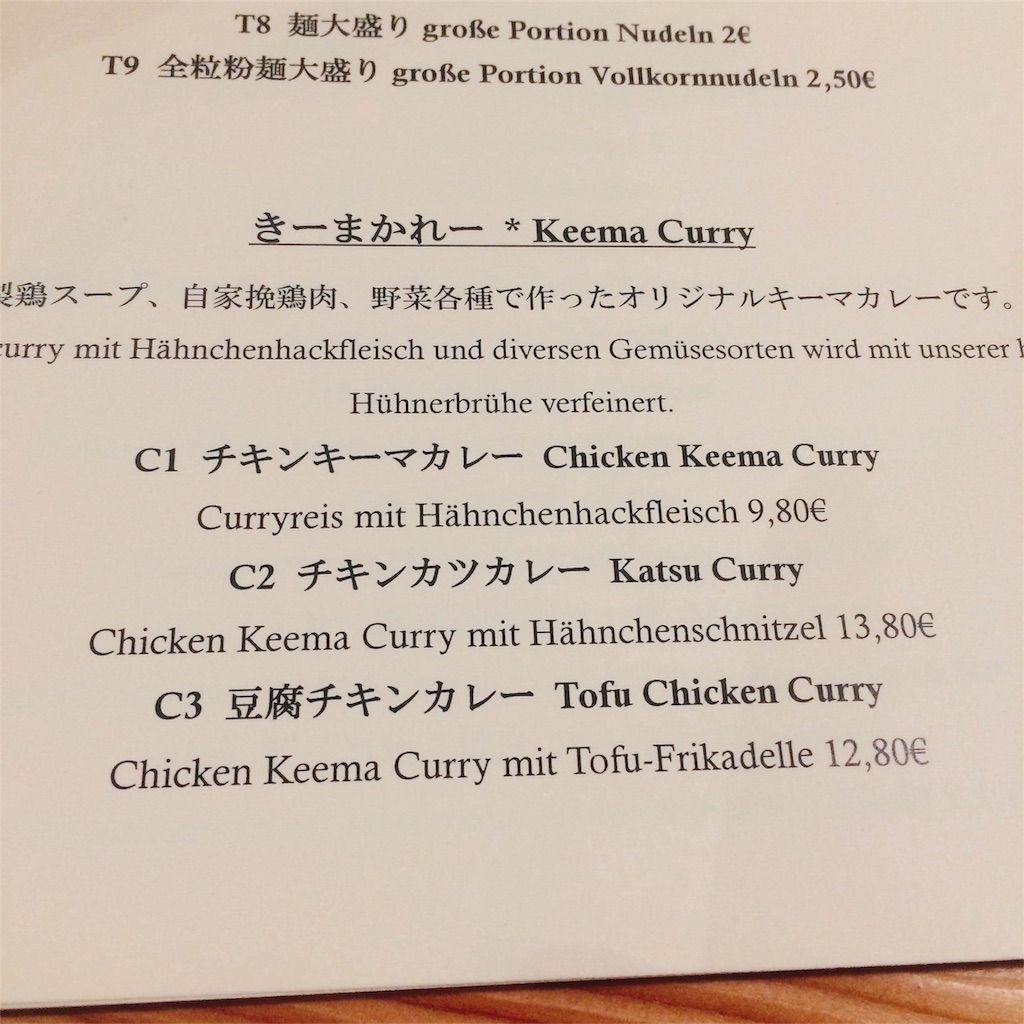 T8 麺大盛り große Portion Nudeln 2€
T9 全粒粉麺大盛り große Portion Vollkornnudeln 2,50€
きーまかれー * Keema Curry
製鶏スープ、自家挽鶏肉、野菜各種で作ったオリジナルキーマカレーです。
curry mit Hähnchenhackfleisch und diversen Gemüsesorten wird mit unserer
Hühnerbrühe verfeinert.
C1 チキンキーマカレー Chicken Keema Curry
Curryreis mit Hähnchenhackfleisch 9,80€
C2 チキンカツカレー Katsu Curry
Chicken Keema Curry mit Hähnchenschnitzel 13,80€
C3 豆腐チキンカレー Tofu Chicken Curry
Chicken Keema Curry mit Tofu-Frikadelle 12,80€